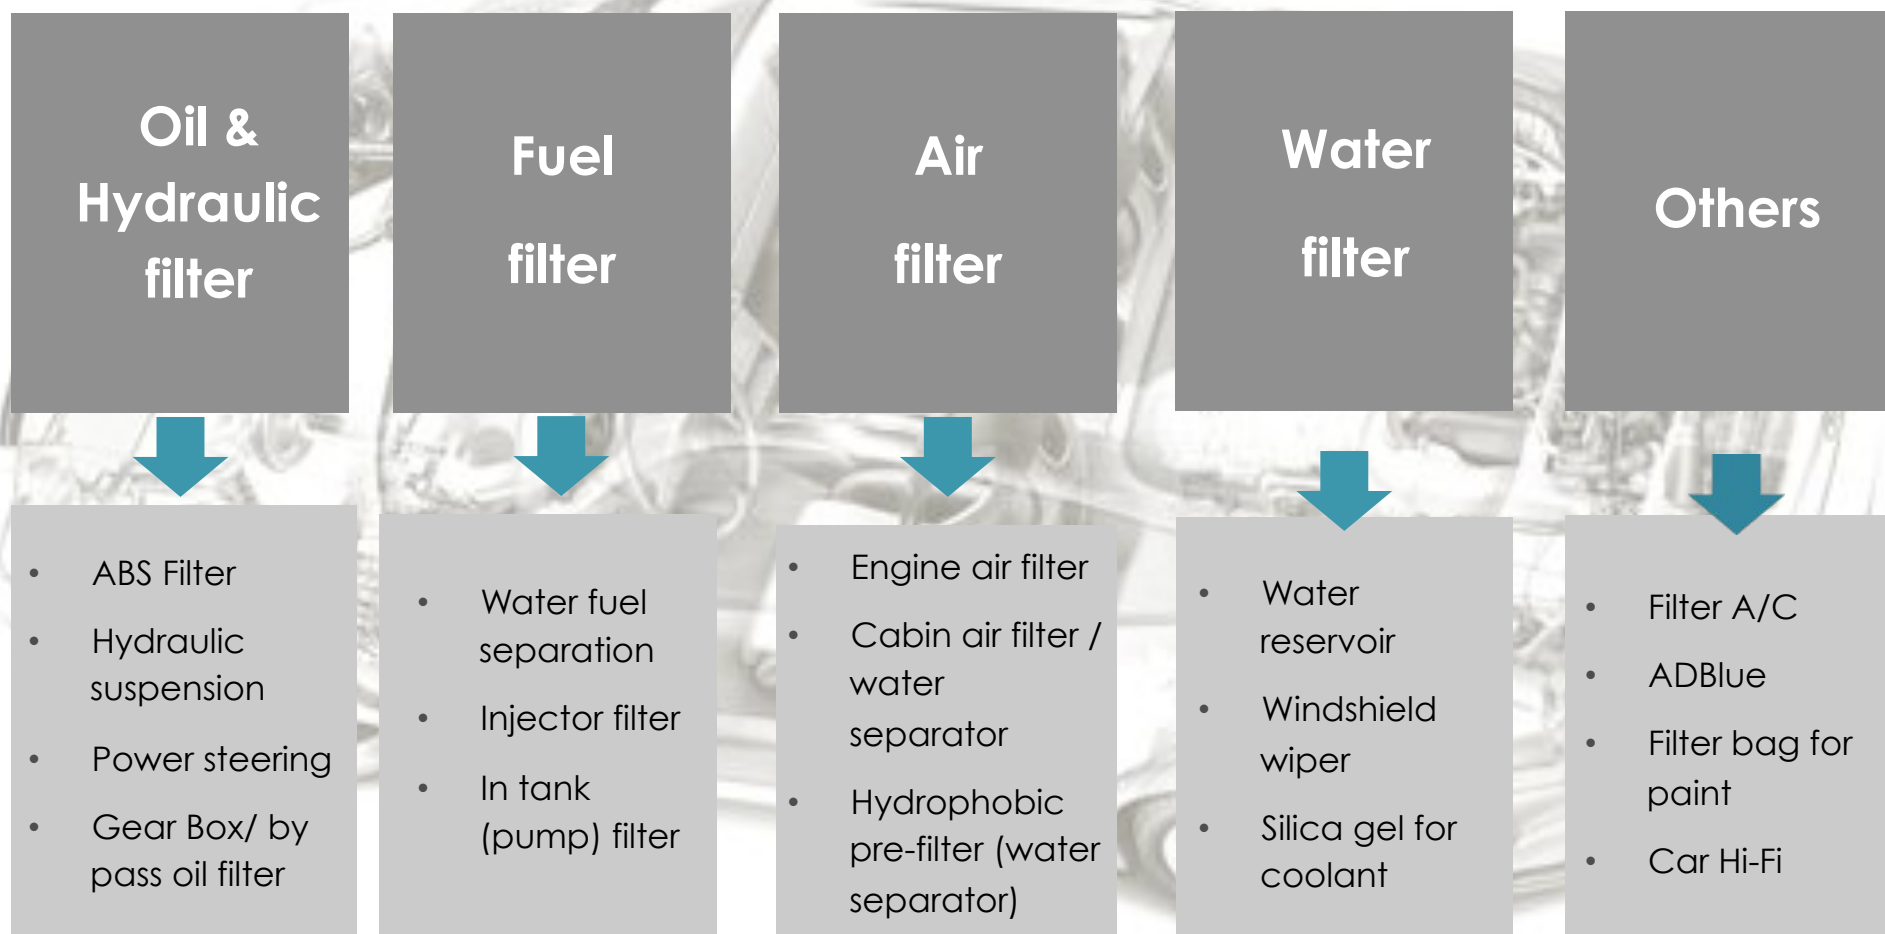 Oil &
Hydraulic
filter
Fuel
filter
Air
filter
Water
filter
Others
• ABS Filter
• Hydraulic
suspension
• Power steering
• Gear Box/ by
pass oil filter
• Water fuel
separation
• Injector filter
• In tank
(pump) filter
• Engine air filter
• Cabin air filter /
water
separator
• Hydrophobic
pre-filter (water
separator)
• Water
reservoir
• Windshield
wiper
• Silica gel for
coolant
• Filter A/C
• ADBlue
• Filter bag for
paint
• Car Hi-Fi